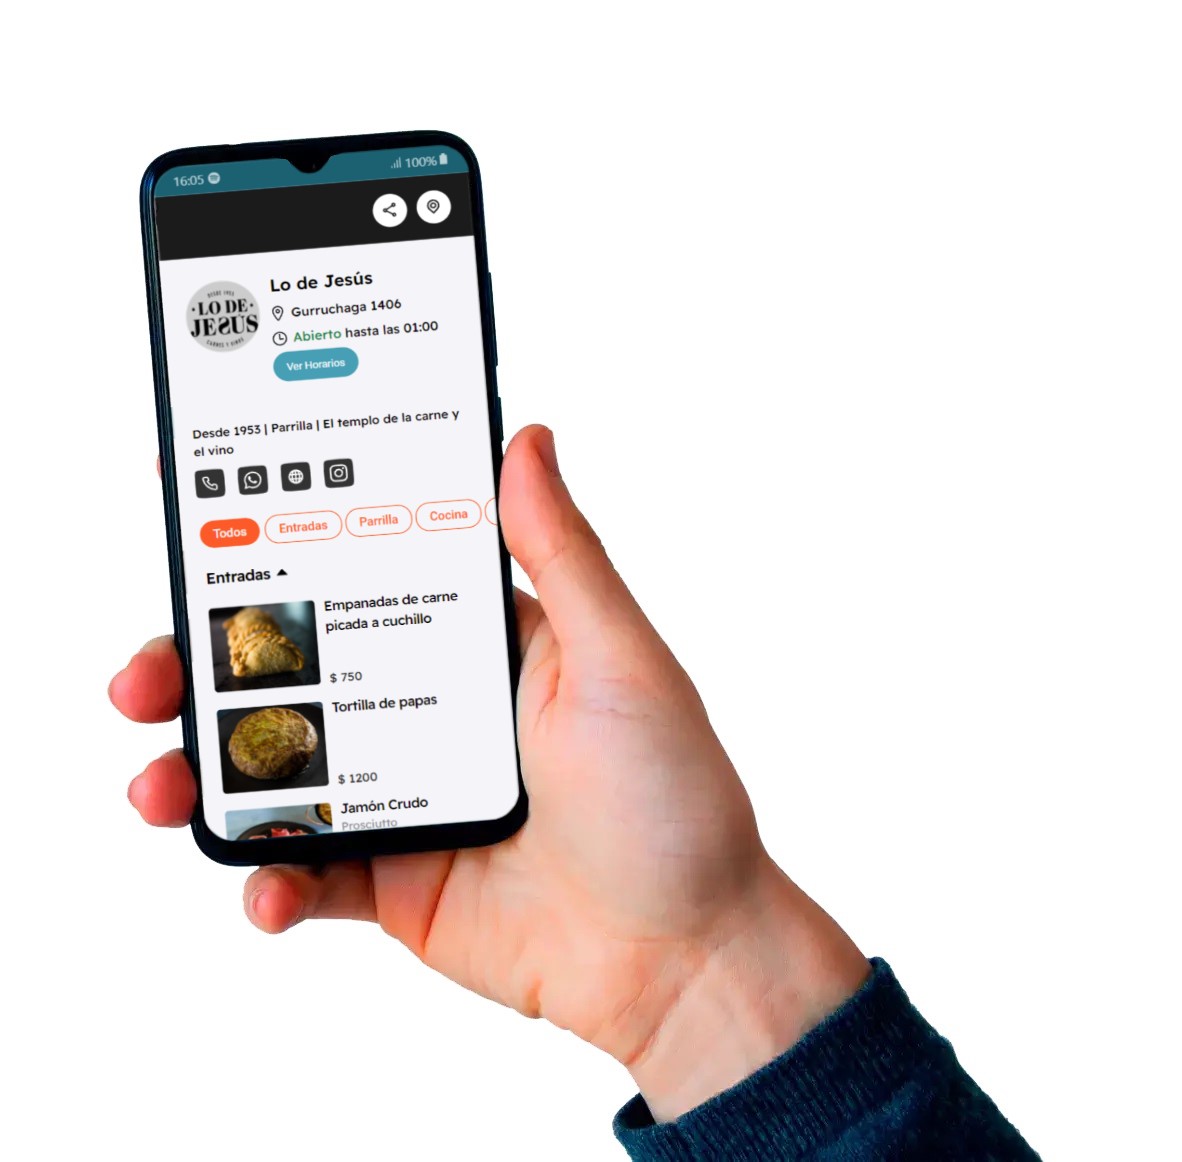 16:05
100%
DESDE 1953
·LO DE·
JESÚS
CARNES Y VINOS
Lo de Jesús
Gurruchaga 1406
Abierto hasta las 01:00
Ver Horarios
Desde 1953 | Parrilla | El templo de la carne y
el vino
Todos
Entradas
Parrilla
Cocina
Entradas
Empanadas de carne
picada a cuchillo
$ 750
Tortilla de papas
$ 1200
Jamón Crudo
Prosciutto